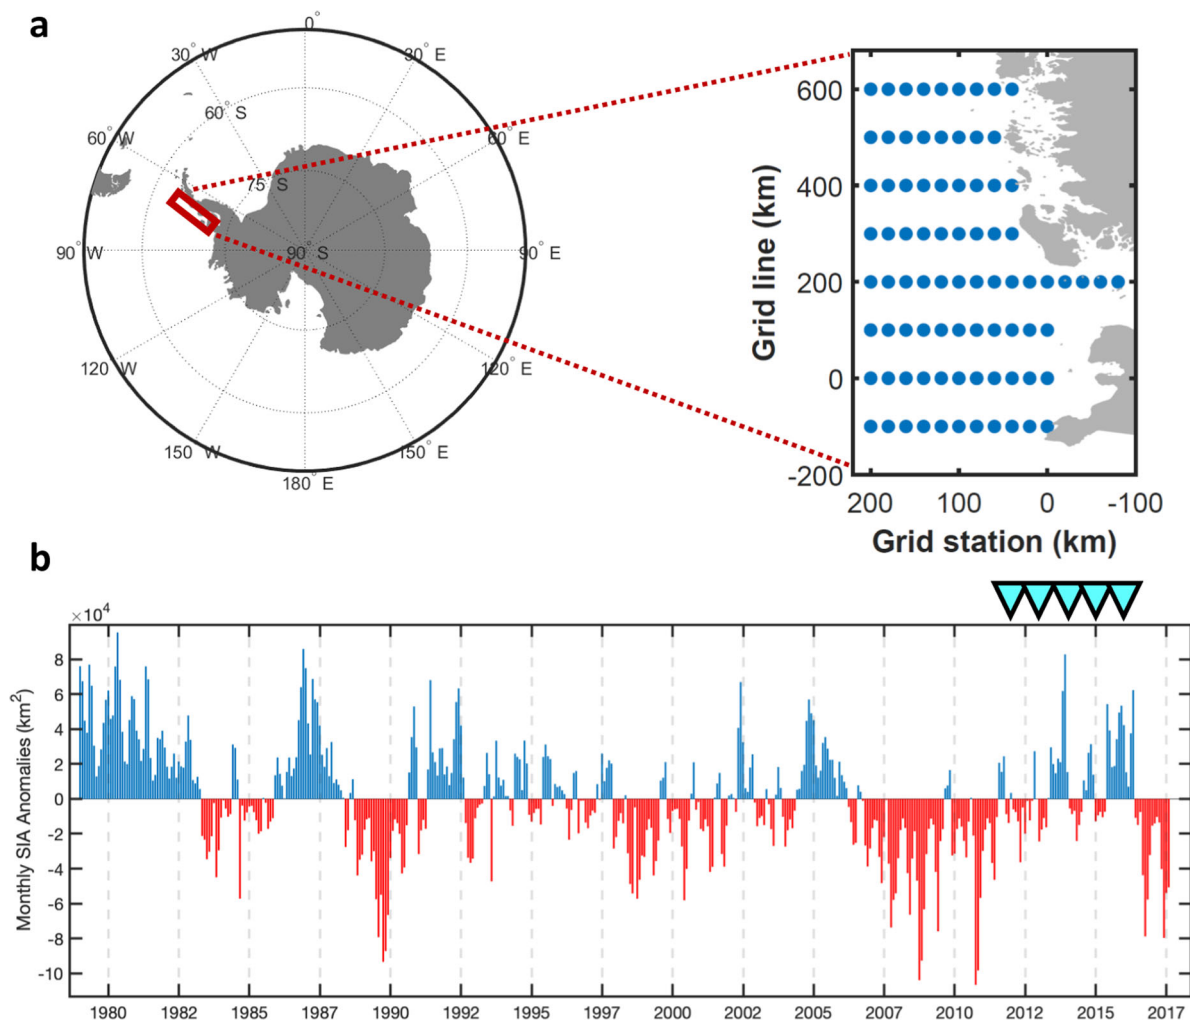 a
0° 
30° W
30° E
60° S
60° W
60° E
75° S
90° W
90° S
90° E
120° W
120° E
150° W
150° E
180° E
600
400
200
0
-200
Grid line (km)
200 100 0 -100
Grid station (km)
b
×10⁴
8
6
4
2
0
-2
-4
-6
-8
-10
Monthly SIA Anomalies (km²)
1980 1982 1985 1987 1990 1992 1995 1997 2000 2002 2005 2007 2010 2012 2015 2017